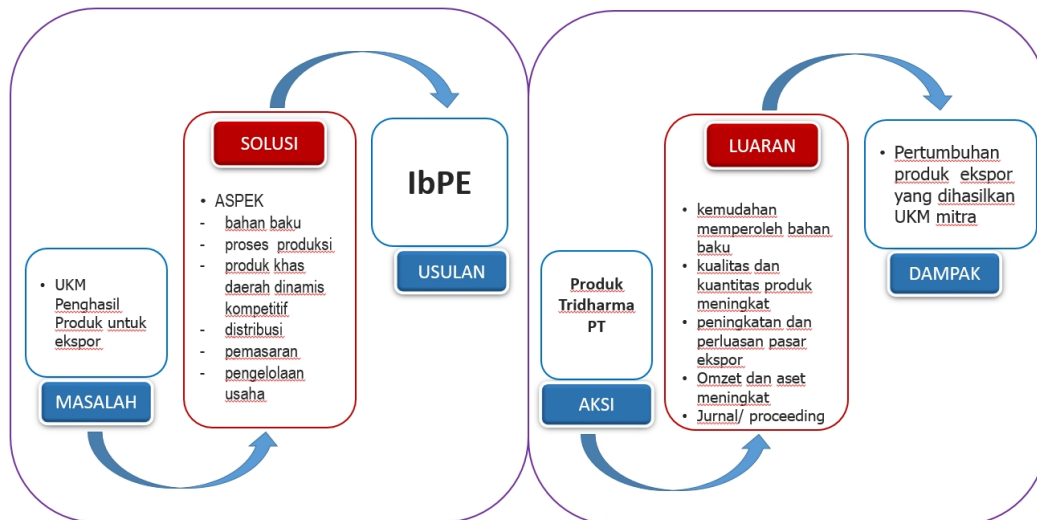 • UKM
Penghasil
Produk untuk
ekspor
MASALAH
SOLUSI
• ASPEK
- bahan baku
- proses produksi
- produk khas
daerah dinamis
kompetitif
- distribusi
- pemasaran
- pengelolaan
usaha
IbPE
USULAN
Produk
Tridharma
PT
AKSI
LUARAN
• kemudahan
memperoleh bahan
baku
• kualitas dan
kuantitas produk
meningkat
• peningkatan dan
perluasan pasar
ekspor
• Omzet dan aset
meningkat
• Jurnal/ proceeding
• Pertumbuhan
produk ekspor
yang dihasilkan
UKM mitra
DAMPAK